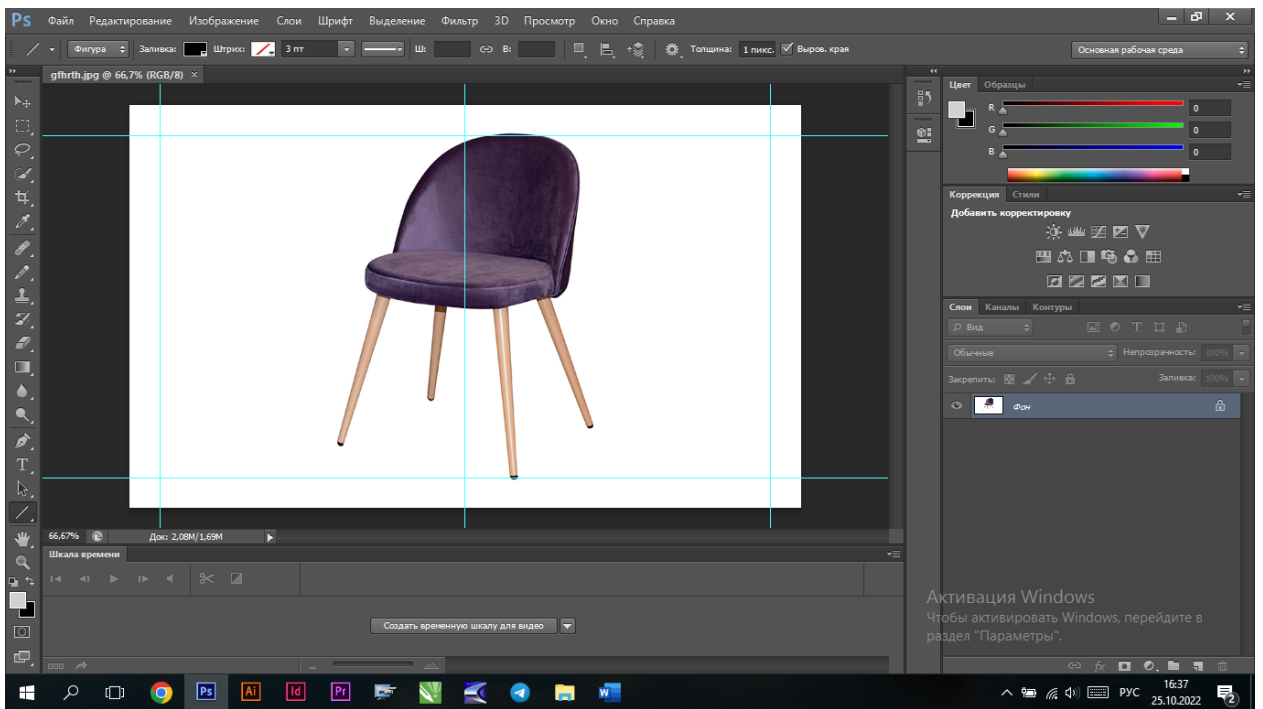 Ps Файл Редактирование Изображение Слои Шрифт Выделение Фильтр 3D Просмотр Окно Справка
Фигура Заливка: Штрих: 3 пт Ш: В: Толщина: 1 пикс. Выров. края Основная рабочая среда
gfhrth.jpg @ 66,7% (RGB/8) ×
Цвет Образцы
R 0
G 0
B 0
Коррекция Стили
Добавить корректировку
Слои Каналы Контуры
Вид
Обычные Непрозрачность: 100%
Закрепить: Заливка: 100%
Фон
66,67% Док: 2,08M/1,69M
Шкала времени
Создать временную шкалу для видео
Активация Windows
Чтобы активировать Windows, перейдите в
раздел "Параметры".
fx
Ps Ai Id Pr W РУС 16:37
25.10.2022 2